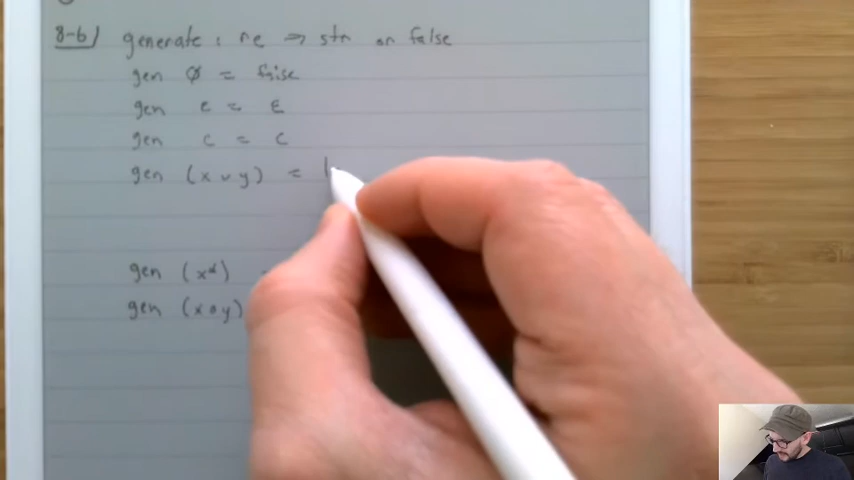 8-6/ generate : re => str or false
gen ∅ = false
gen ε = ε
gen c = c
gen (x ∪ y) =
gen (x*)
gen (x∘y)